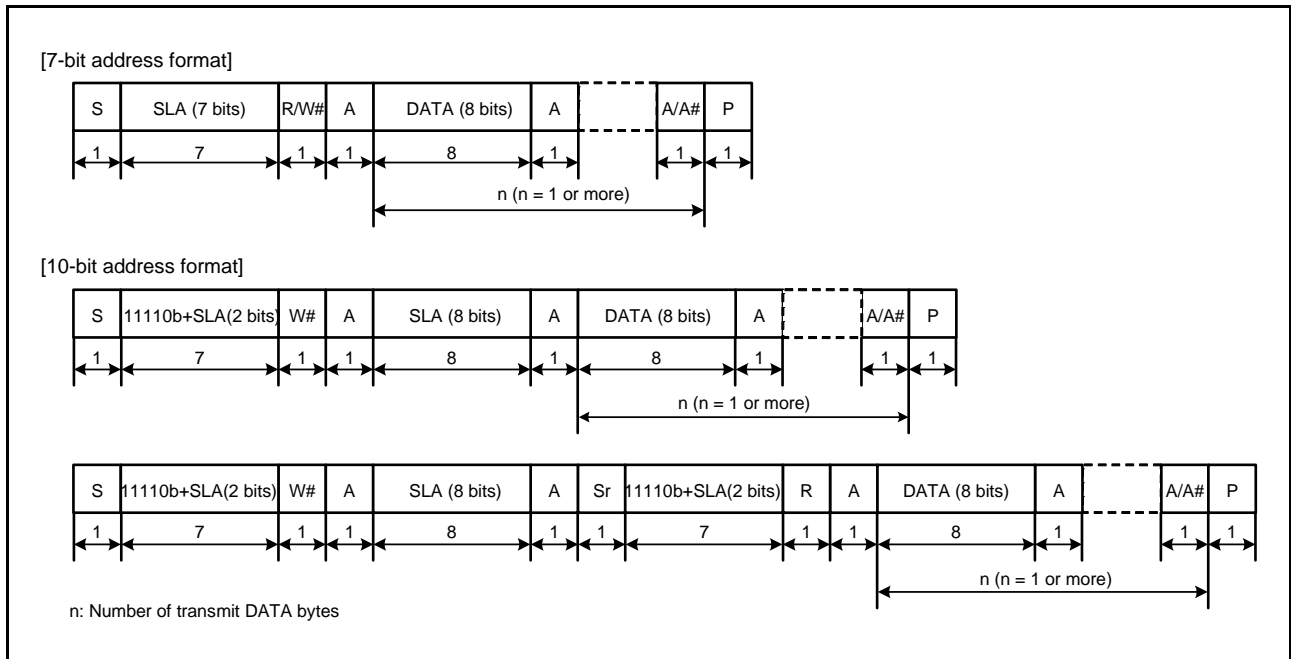 [7-bit address format]
S SLA (7 bits) R/W# A DATA (8 bits) A A/A# P
1 7 1 1 8 1 1 1
n (n = 1 or more)
[10-bit address format]
S 11110b+SLA(2 bits) W# A SLA (8 bits) A DATA (8 bits) A A/A# P
1 7 1 1 8 1 8 1 1 1
n (n = 1 or more)
S 11110b+SLA(2 bits) W# A SLA (8 bits) A Sr 11110b+SLA(2 bits) R A DATA (8 bits) A A/A# P
1 7 1 1 8 1 1 7 1 1 8 1 1 1
n (n = 1 or more)
n: Number of transmit DATA bytes